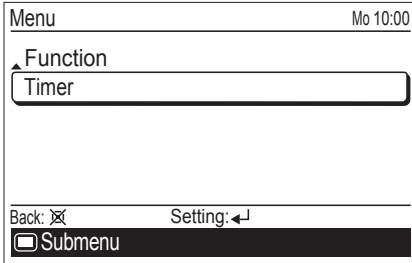 Menu Mo 10:00
Function
Timer
Back: Setting:
Submenu